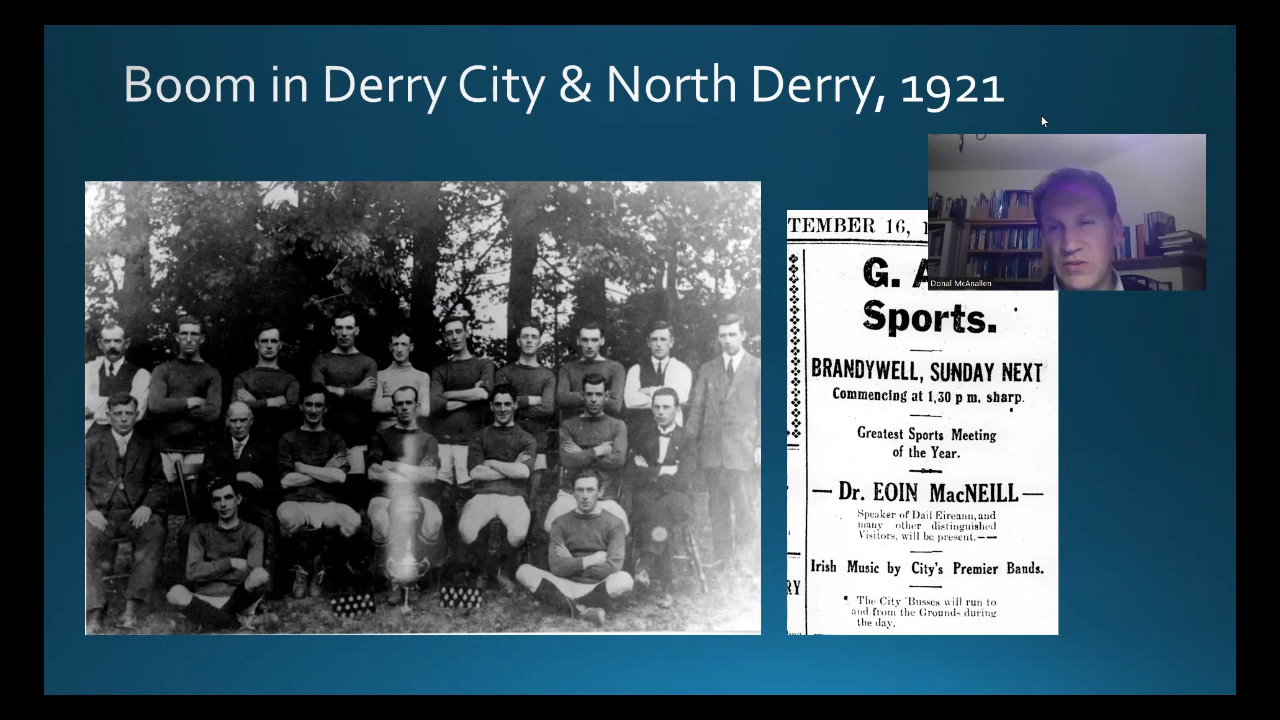 Boom in Derry City & North Derry, 1921
Donal McAnallen
TEMBER 16,
G. A
Sports.
BRANDYWELL, SUNDAY NEXT
Commencing at 1,30 p m, sharp.
Greatest Sports Meeting
of the Year.
— Dr. EOIN MacNEILL —
Speaker of Dail Eireann, and
many other distinguished
Visitors, will be present. ——
Irish Music by City's Premier Bands.
RY
The City 'Busses will run to
and from the Grounds during
the day.